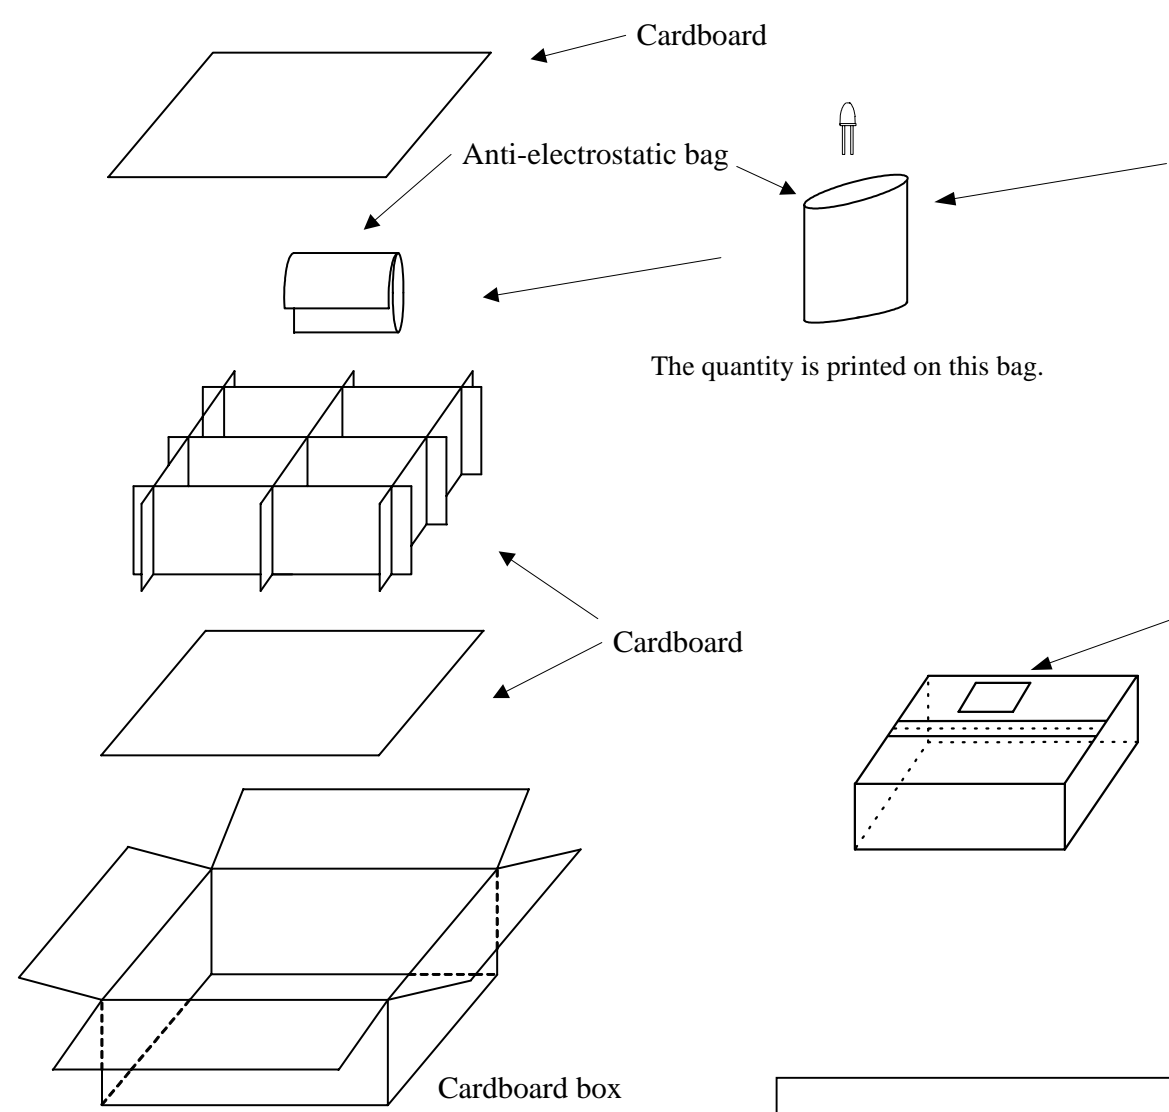 Cardboard
Anti-electrostatic bag
The quantity is printed on this bag.
Cardboard
Cardboard box